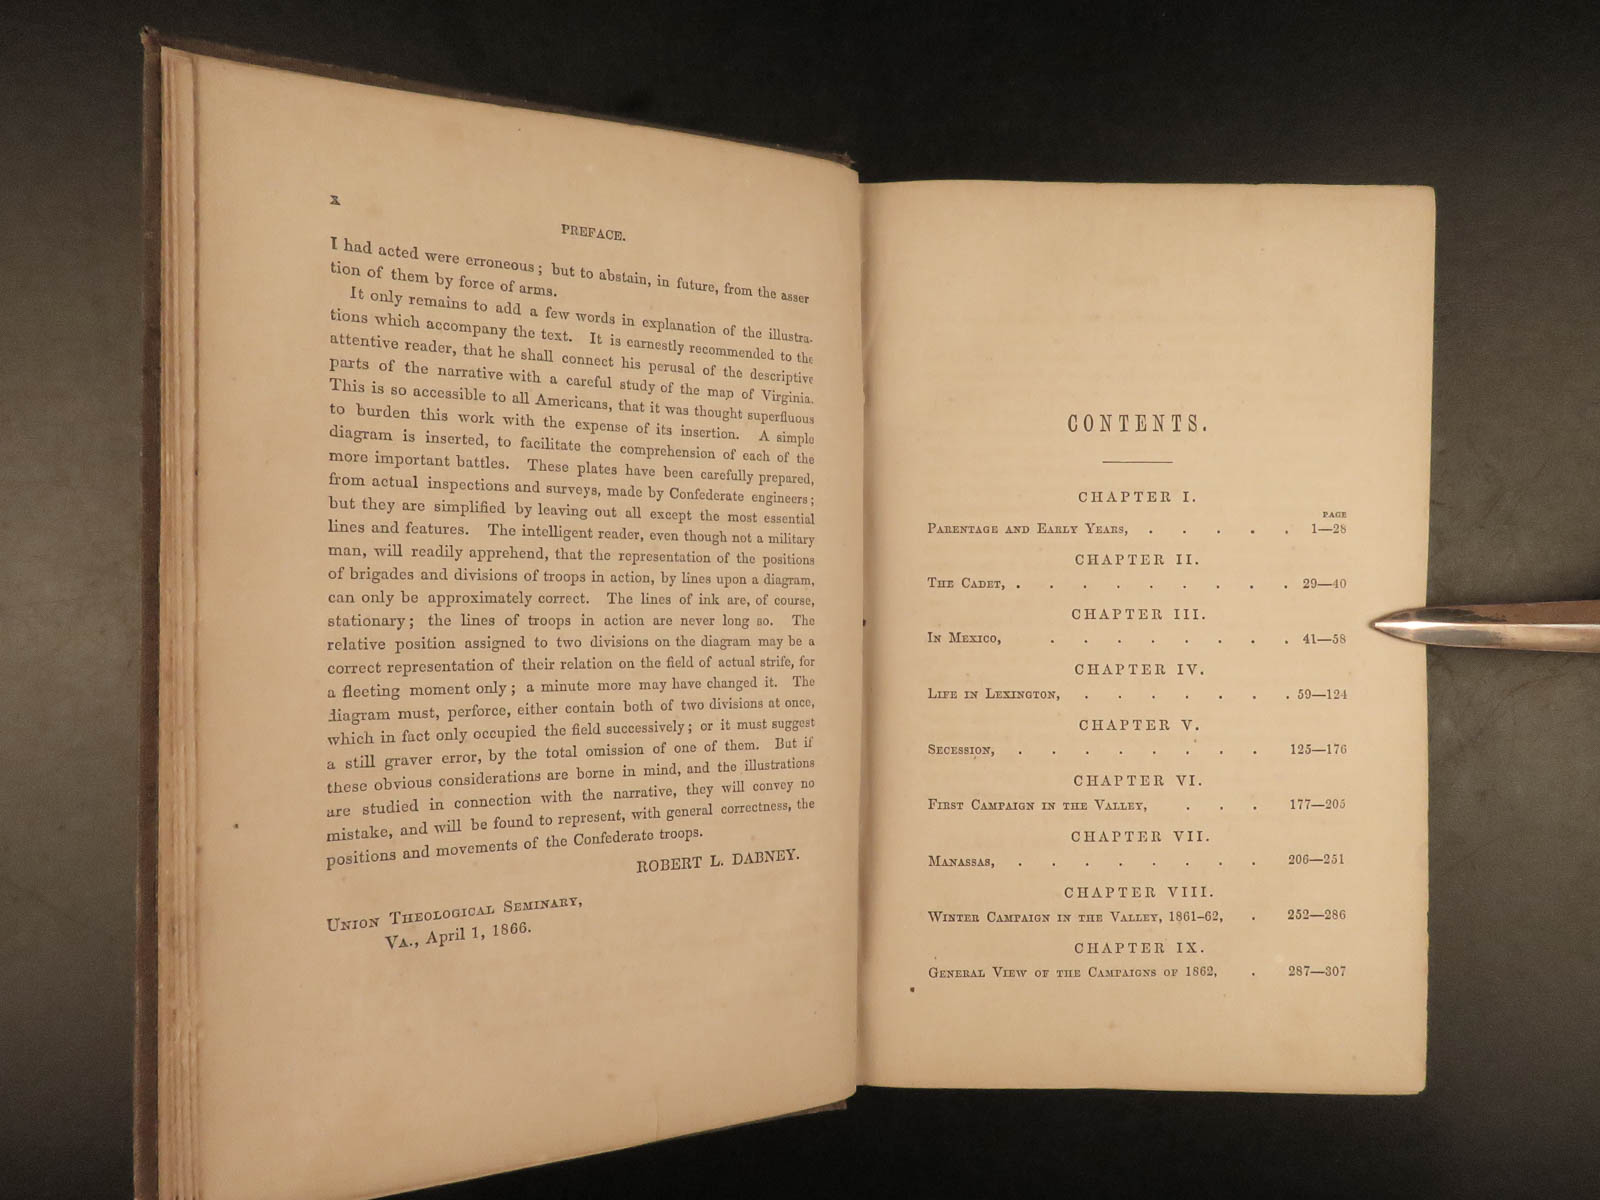 x
PREFACE.
I had acted were erroneous; but to abstain, in future, from the asser
tion of them by force of arms.
It only remains to add a few words in explanation of the illustra-
tions which accompany the text. It is earnestly recommended to the
attentive reader, that he shall connect his perusal of the descriptive
parts of the narrative with a careful study of the map of Virginia.
This is so accessible to all Americans, that it was thought superfluous
to burden this work with the expense of its insertion. A simple
diagram is inserted, to facilitate the comprehension of each of the
more important battles. These plates have been carefully prepared,
from actual inspections and surveys, made by Confederate engineers;
but they are simplified by leaving out all except the most essential
lines and features. The intelligent reader, even though not a military
man, will readily apprehend, that the representation of the positions
of brigades and divisions of troops in action, by lines upon a diagram,
can only be approximately correct. The lines of ink are, of course,
stationary; the lines of troops in action are never long so. The
relative position assigned to two divisions on the diagram may be a
correct representation of their relation on the field of actual strife, for
a fleeting moment only; a minute more may have changed it. The
diagram must, perforce, either contain both of two divisions at once,
which in fact only occupied the field successively; or it must suggest
a still graver error, by the total omission of one of them. But if
these obvious considerations are borne in mind, and the illustrations
are studied in connection with the narrative, they will convey no
mistake, and will be found to represent, with general correctness, the
positions and movements of the Confederate troops.
ROBERT L. DABNEY.
UNION THEOLOGICAL SEMINARY,
VA., April 1, 1866.
CONTENTS.
CHAPTER I.
PAGE
PARENTAGE AND EARLY YEARS, . . . . . 1—28
CHAPTER II.
THE CADET, . . . . . . . . . 29—40
CHAPTER III.
IN MEXICO, . . . . . . . . 41—58
CHAPTER IV.
LIFE IN LEXINGTON, . . . . . . . 59—124
CHAPTER V.
SECESSION, . . . . . . . . 125—176
CHAPTER VI.
FIRST CAMPAIGN IN THE VALLEY, . . . 177—205
CHAPTER VII.
MANASSAS, . . . . . . . . 206—251
CHAPTER VIII.
WINTER CAMPAIGN IN THE VALLEY, 1861-62, . 252—286
CHAPTER IX.
GENERAL VIEW OF THE CAMPAIGNS OF 1862, . 287—307